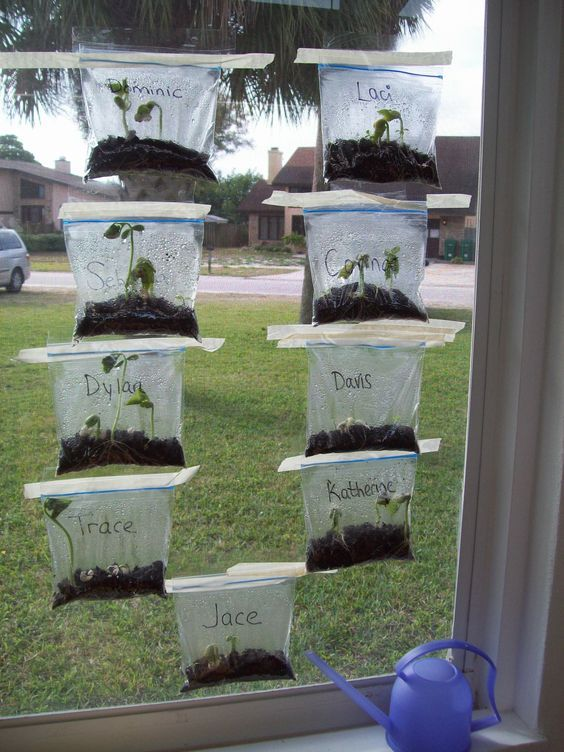 Dominic
Laci
Dylan
Davis
Trace
Katherine
Jace